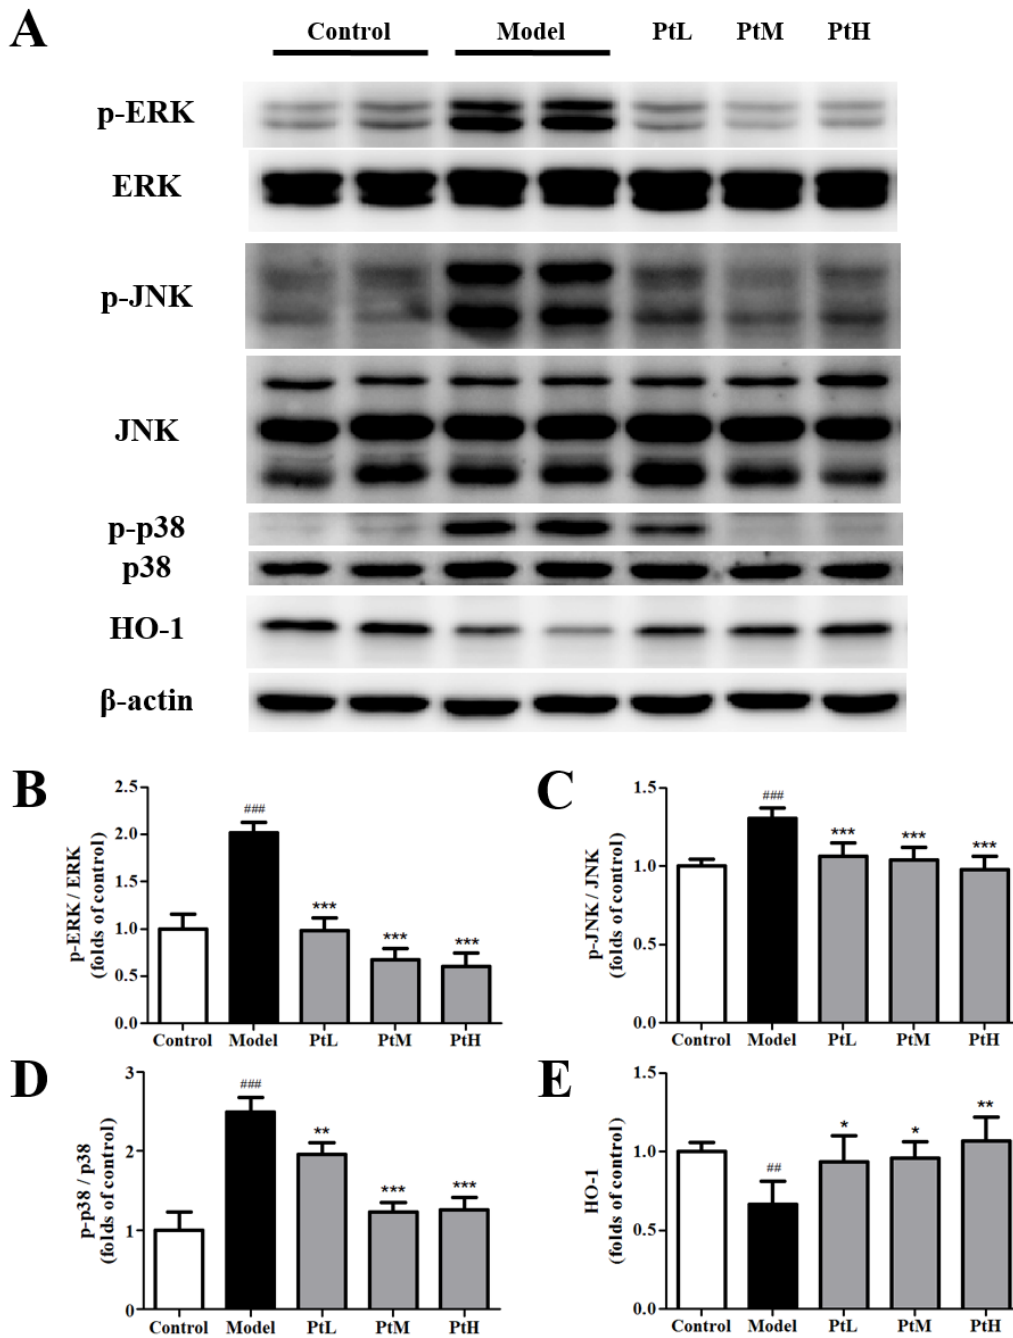 A
Control Model PtL PtM PtH
p-ERK
ERK
p-JNK
JNK
p-p38
p38
HO-1
β-actin
B
p-ERK / ERK
(folds of control)
2.5
2.0
1.5
1.0
0.5
0.0
###
***
***
***
Control Model PtL PtM PtH
C
p-JNK / JNK
(folds of control)
1.5
1.0
0.5
0.0
###
***
***
***
Control Model PtL PtM PtH
D
p-p38 / p38
(folds of control)
3
2
1
0
###
**
***
***
Control Model PtL PtM PtH
E
HO-1
(folds of control)
1.5
1.0
0.5
0.0
##
*
*
**
Control Model PtL PtM PtH